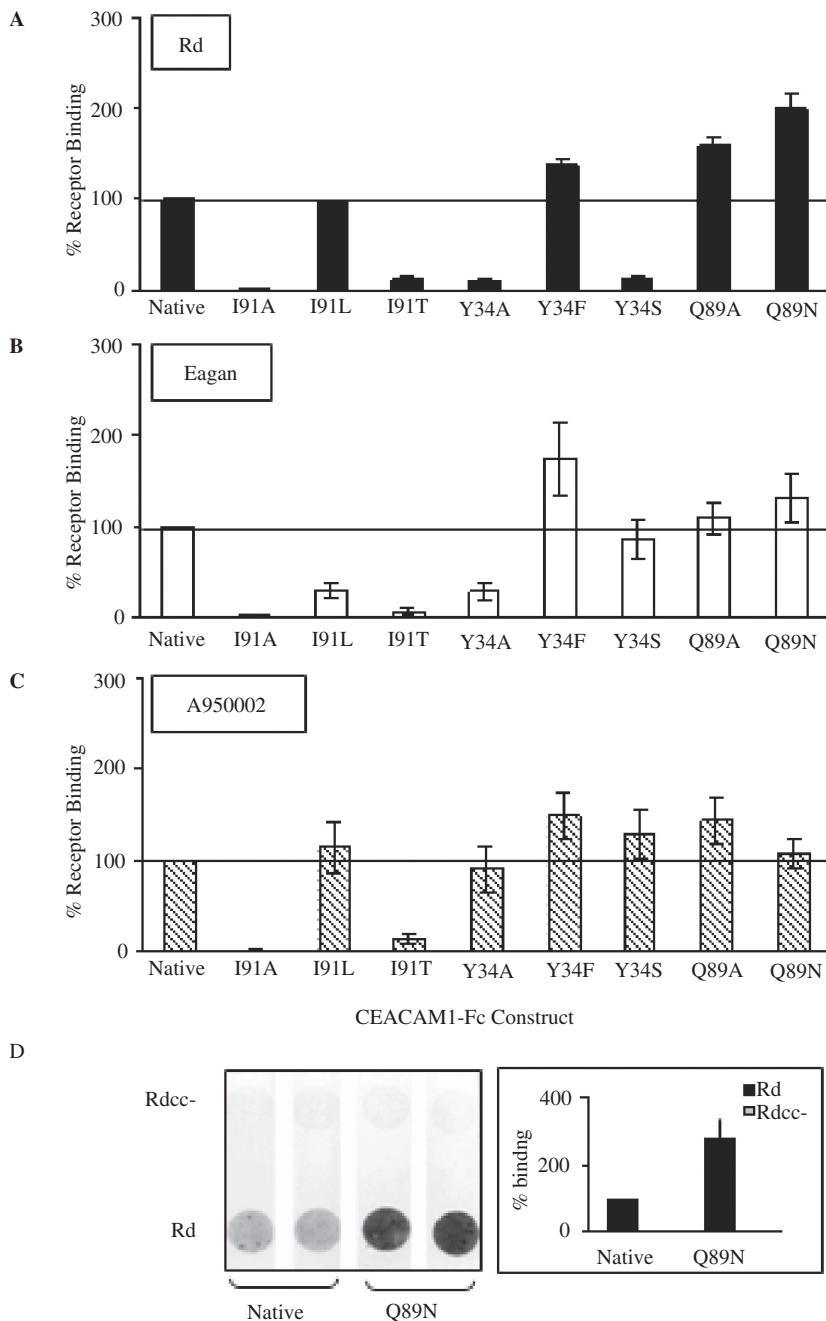 A
Rd
% Receptor Binding
300
200
100
0
Native I91A I91L I91T Y34A Y34F Y34S Q89A Q89N
B
Eagan
% Receptor Binding
300
200
100
0
Native I91A I91L I91T Y34A Y34F Y34S Q89A Q89N
C
A950002
% Receptor Binding
300
200
100
0
Native I91A I91L I91T Y34A Y34F Y34S Q89A Q89N
CEACAM1-Fc Construct
D
Rdcc-
Rd
Native Q89N
% bindng
400
200
0
Rd
Rdcc-
Native Q89N